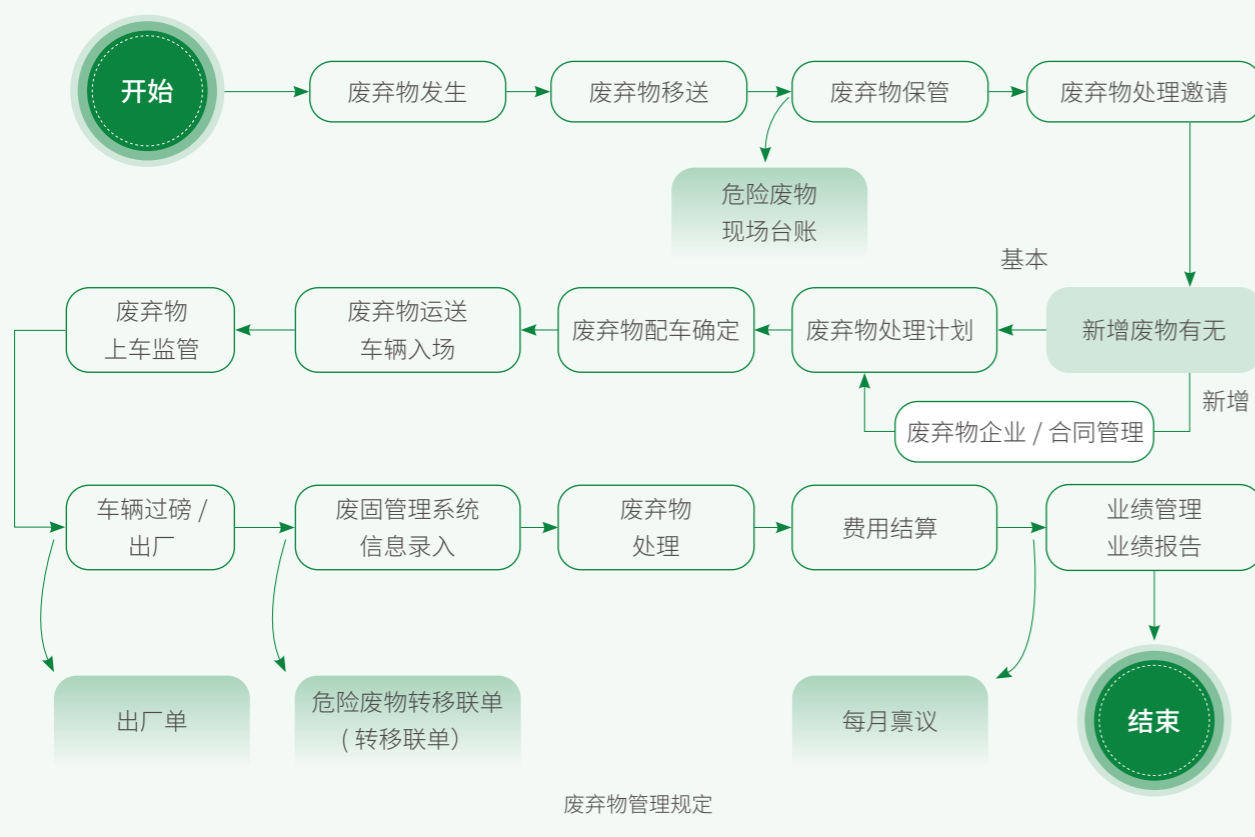 开始
废弃物发生
废弃物移送
废弃物保管
废弃物处理邀请
危险废物
现场台账
基本
废弃物
上车监管
废弃物运送
车辆入场
废弃物配车确定
废弃物处理计划
新增废物有无
新增
废弃物企业 / 合同管理
车辆过磅 /
出厂
废固管理系统
信息录入
废弃物
处理
费用结算
业绩管理
业绩报告
出厂单
危险废物转移联单
( 转移联单）
每月禀议
结束
废弃物管理规定